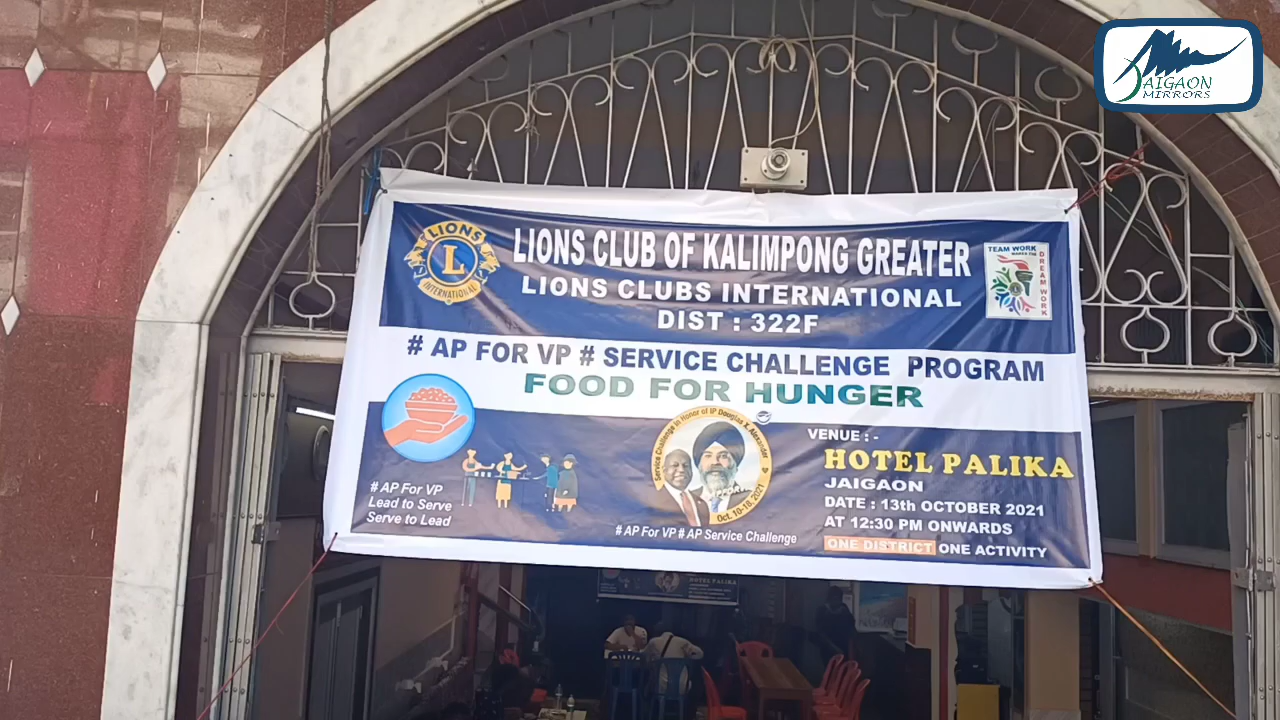 JAIGAON
MIRRORS
LIONS
L
INTERNATIONAL
LIONS CLUB OF KALIMPONG GREATER
LIONS CLUBS INTERNATIONAL
DIST : 322F
TEAM WORK
MAKES THE
DREAM WORK
# AP FOR VP # SERVICE CHALLENGE PROGRAM
FOOD FOR HUNGER
# AP For VP
Lead to Serve
Serve to Lead
Service Challenge in Honor of IP Douglas X. Alexander
Oct. 10-18, 2021
# AP For VP # AP Service Challenge
VENUE : -
HOTEL PALIKA
JAIGAON
DATE : 13th OCTOBER 2021
AT 12:30 PM ONWARDS
ONE DISTRICT ONE ACTIVITY
HOTEL PALIKA